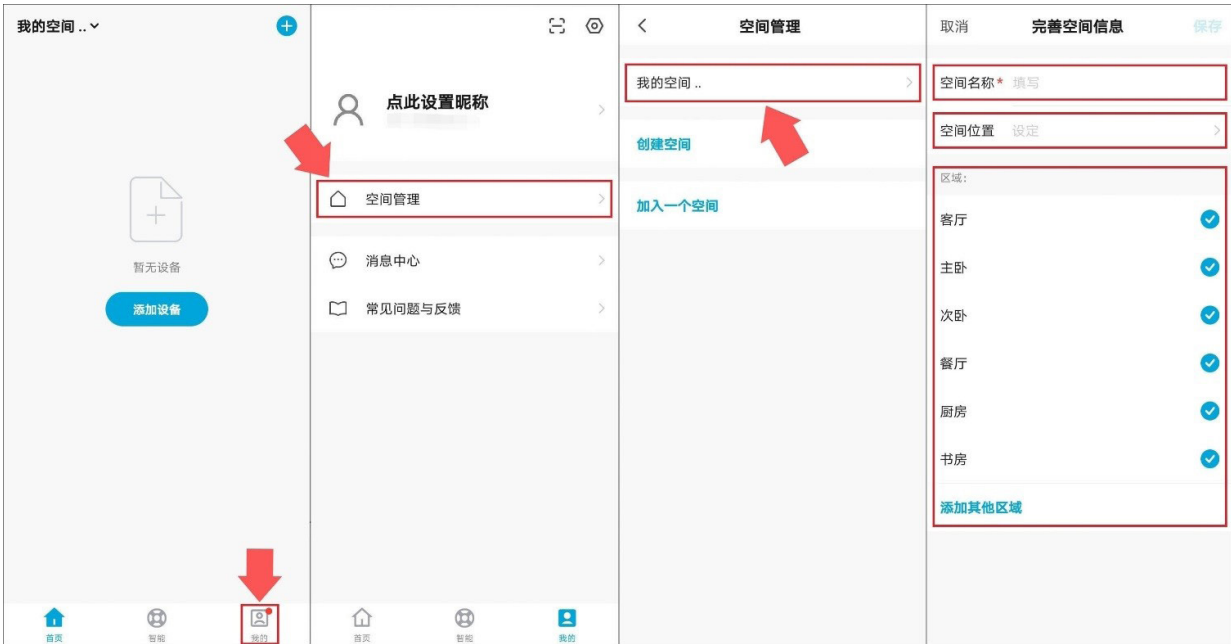 我的空间 ..
暂无设备
添加设备
首页
智能
我的
点此设置昵称
空间管理
消息中心
常见问题与反馈
首页
智能
我的
空间管理
我的空间 ..
创建空间
加入一个空间
取消
完善空间信息
保存
空间名称* 填写
空间位置 设定
区域:
客厅
主卧
次卧
餐厅
厨房
书房
添加其他区域